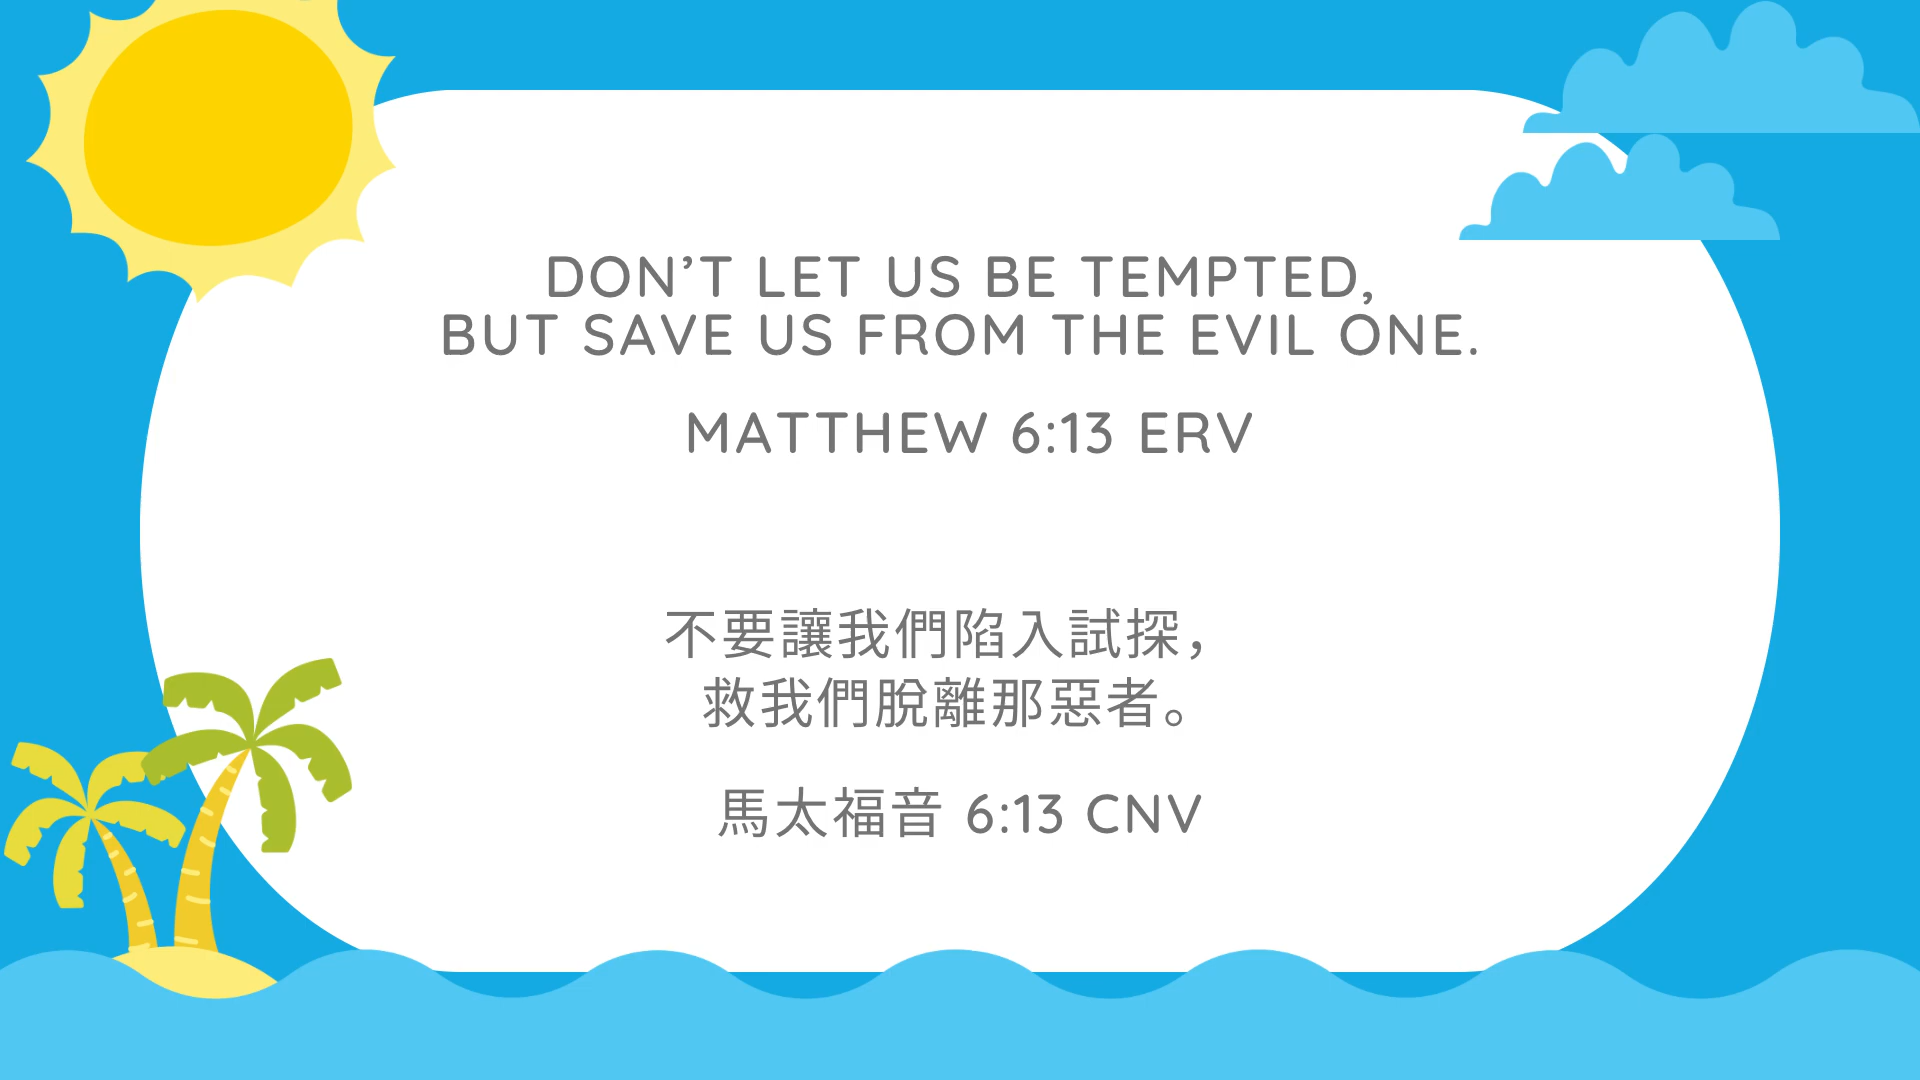 DON’T LET US BE TEMPTED,
BUT SAVE US FROM THE EVIL ONE.
MATTHEW 6:13 ERV
不要讓我們陷入試探，
救我們脫離那惡者。
馬太福音 6:13 CNV